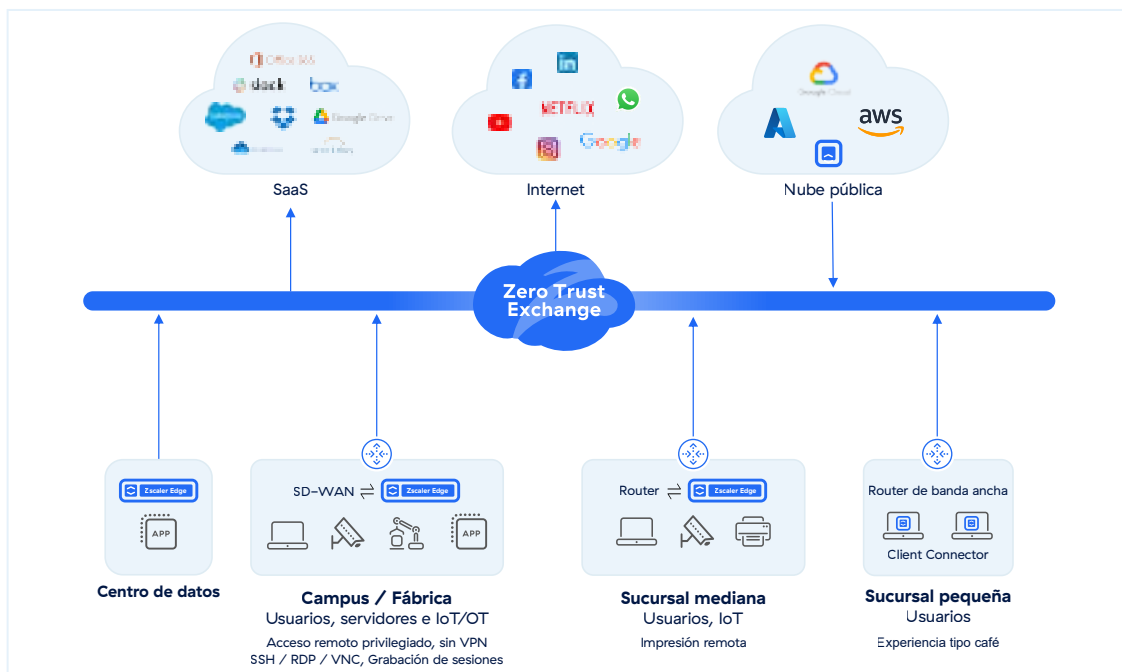 Office 365
slack
box
salesforce
Google Drive
SaaS
in
NETFLIX
Google
Internet
Google Cloud
aws
Nube pública
Zero Trust
Exchange
Zscaler Edge
APP
Centro de datos
SD-WAN
Zscaler Edge
APP
Campus / Fábrica
Usuarios, servidores e IoT/OT
Acceso remoto privilegiado, sin VPN
SSH / RDP / VNC, Grabación de sesiones
Router
Zscaler Edge
Sucursal mediana
Usuarios, IoT
Impresión remota
Router de banda ancha
Client Connector
Sucursal pequeña
Usuarios
Experiencia tipo café